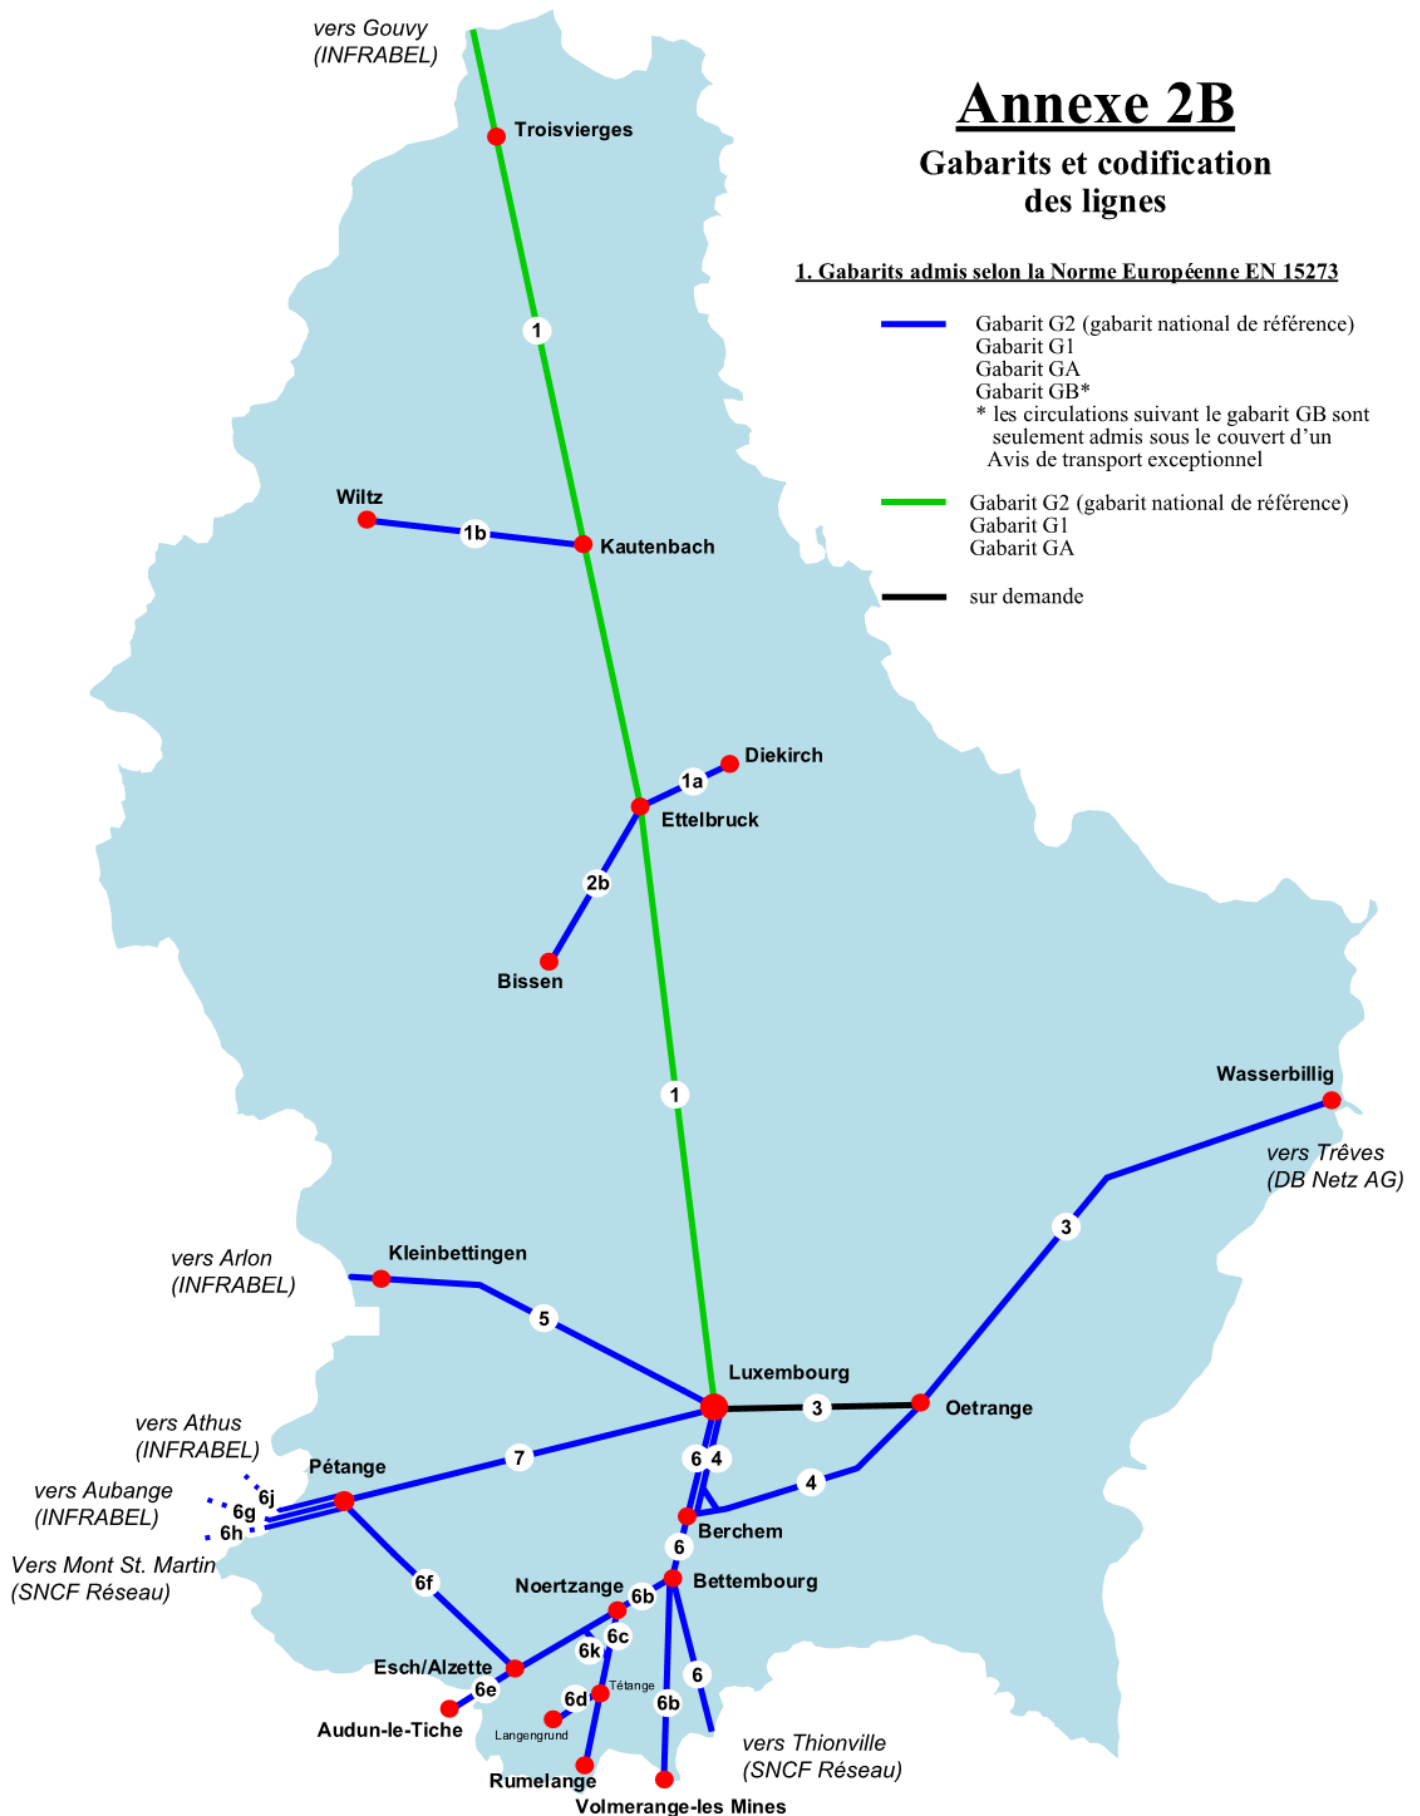 vers Gouvy
(INFRABEL)
Annexe 2B
Gabarits et codification
des lignes
1. Gabarits admis selon la Norme Européenne EN 15273
Gabarit G2 (gabarit national de référence)
Gabarit G1
Gabarit GA
Gabarit GB*
* les circulations suivant le gabarit GB sont
seulement admis sous le couvert d'un
Avis de transport exceptionnel
Gabarit G2 (gabarit national de référence)
Gabarit G1
Gabarit GA
sur demande
Troisvierges
1
Wiltz
1b
Kautenbach
Diekirch
1a
Ettelbruck
2b
Bissen
1
Wasserbillig
vers Trêves
(DB Netz AG)
3
vers Arlon
(INFRABEL)
Kleinbettingen
5
Luxembourg
3
Oetrange
vers Athus
(INFRABEL)
7
6
4
4
Pétange
vers Aubange
(INFRABEL)
6j
6g
6h
Berchem
6
Vers Mont St. Martin
(SNCF Réseau)
6f
Bettembourg
Noertzange
6b
6c
6k
Esch/Alzette
6e
Tétange
6d
6
6b
Audun-le-Tiche
Langengrund
vers Thionville
(SNCF Réseau)
Rumelange
Volmerange-les Mines